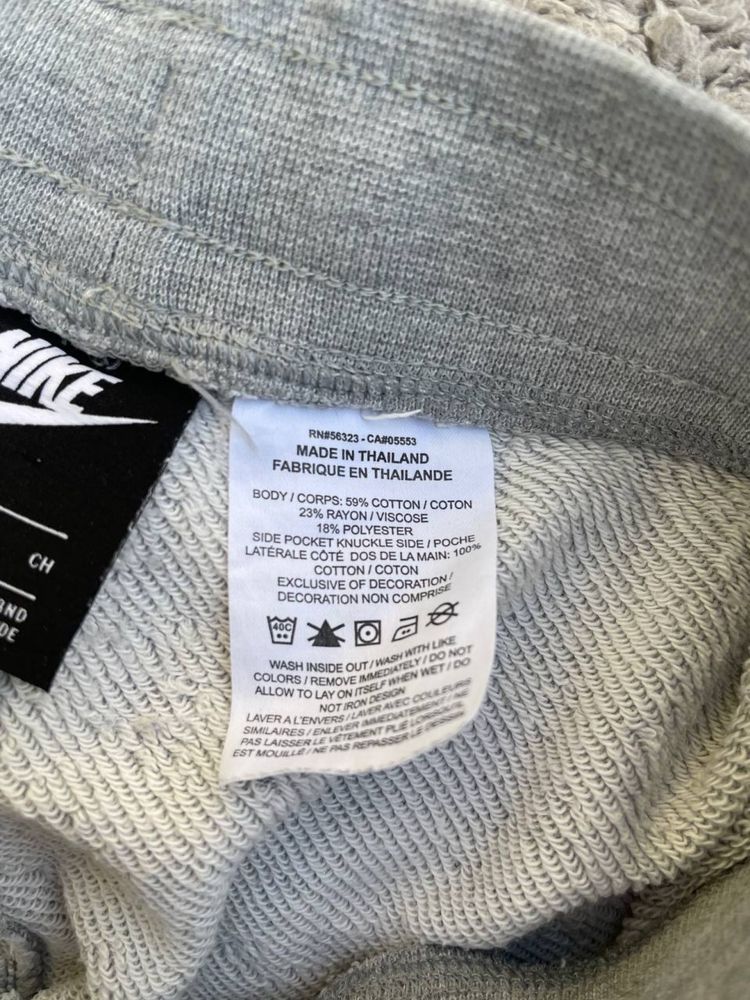 NIKE
CH
RN#56323 - CA#05553
MADE IN THAILAND
FABRIQUE EN THAILANDE
BODY / CORPS: 59% COTTON / COTON
23% RAYON / VISCOSE
18% POLYESTER
SIDE POCKET KNUCKLE SIDE / POCHE
LATÉRALE CÔTÉ DOS DE LA MAIN: 100%
COTTON / COTON
EXCLUSIVE OF DECORATION /
DECORATION NON COMPRISE
40C
WASH INSIDE OUT / WASH WITH LIKE
COLORS / REMOVE IMMEDIATELY / DO NOT
ALLOW TO LAY ON ITSELF WHEN WET / DO
NOT IRON DESIGN
LAVER A L'ENVERS / LAVER AVEC COULEURS
SIMILAIRES / ENLEVER IMMEDIATEMENT / NE
PAS LAISSER LE VÊTEMENT PLIÉ LORSQU'IL
EST MOUILLÉ / NE PAS REPASSER LE DESSIN